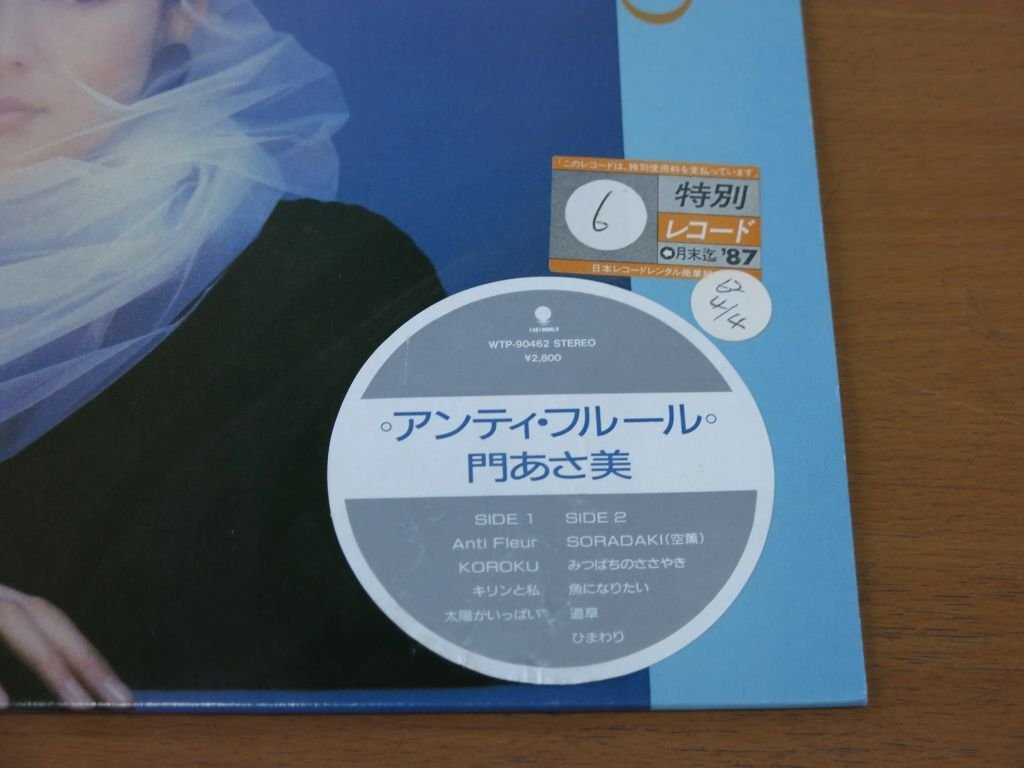 「このレコードは、特別使用料を支払っています」
6
特別
レコード
月末迄 '87
日本レコードレンタル商業組
62
4/4
EASTWORLD
WTP-90462 STEREO
¥2,800
アンティ・フルール
門あさ美
SIDE 1
Anti Fleur
KOROKU
キリンと私
太陽がいっぱい
SIDE 2
SORADAKI(空薫)
みつばちのささやき
魚になりたい
道草
ひまわり